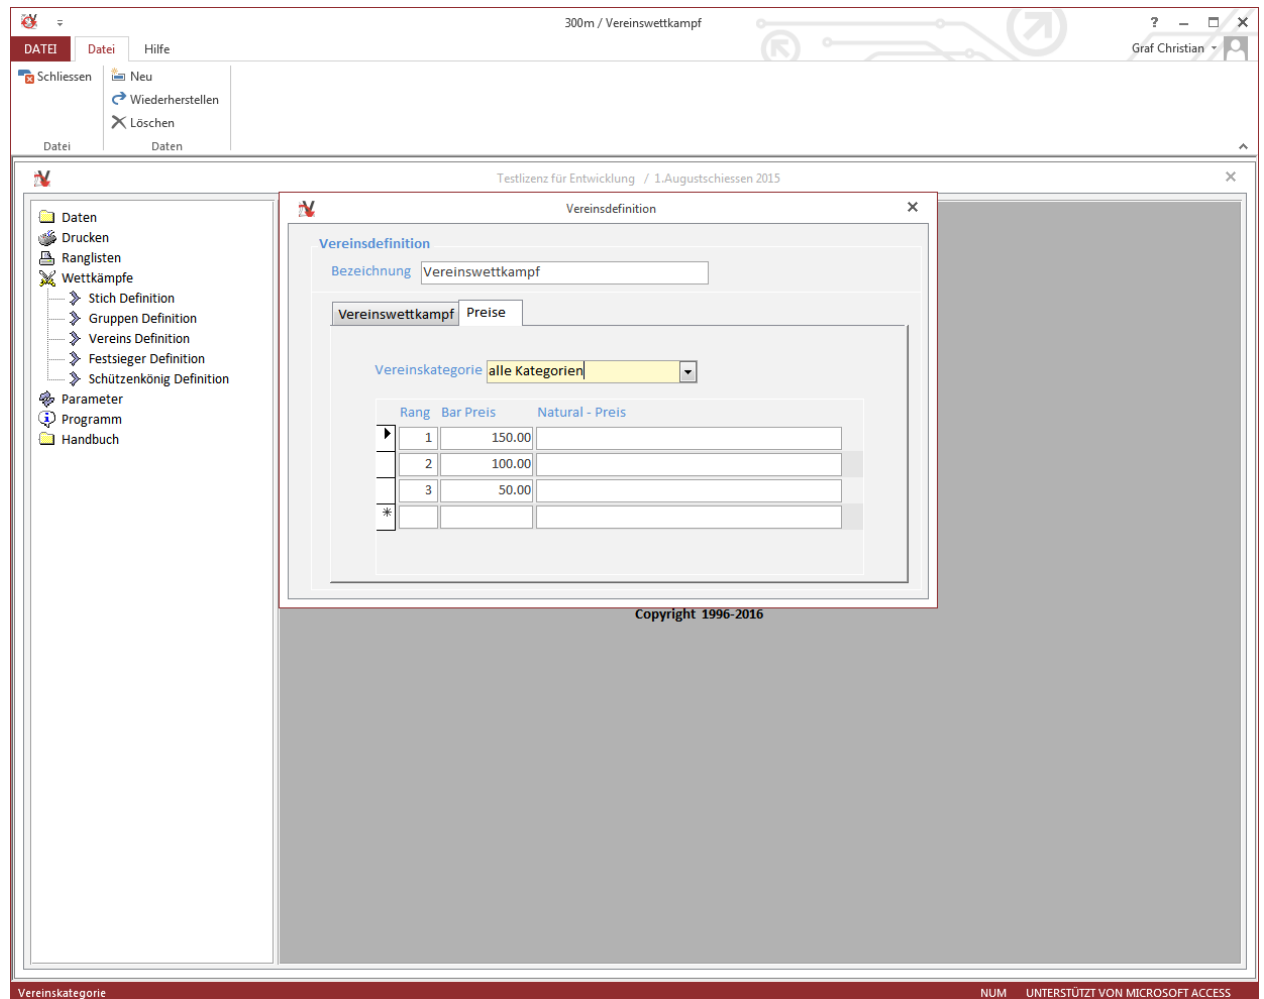 300m / Vereinswettkampf
?
DATEI Datei Hilfe
Graf Christian
Schliessen
Neu
Wiederherstellen
Löschen
Datei
Daten
Testlizenz für Entwicklung / 1.Augustschiessen 2015
Daten
Drucken
Ranglisten
Wettkämpfe
Stich Definition
Gruppen Definition
Vereins Definition
Festsieger Definition
Schützenkönig Definition
Parameter
Programm
Handbuch
Vereinsdefinition
Vereinsdefinition
Bezeichnung Vereinswettkampf
Vereinswettkampf Preise
Vereinskategorie alle Kategorien
Rang Bar Preis Natural - Preis
1 150.00
2 100.00
3 50.00
*
Copyright 1996-2016
Vereinskategorie
NUM UNTERSTÜTZT VON MICROSOFT ACCESS